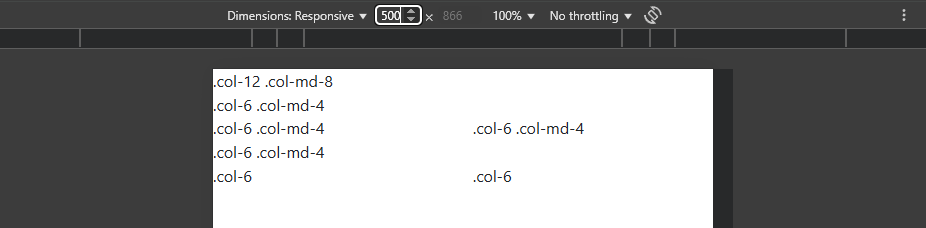 Dimensions: Responsive 500 × 866 100% No throttling
.col-12 .col-md-8
.col-6 .col-md-4
.col-6 .col-md-4 .col-6 .col-md-4
.col-6 .col-md-4
.col-6 .col-6